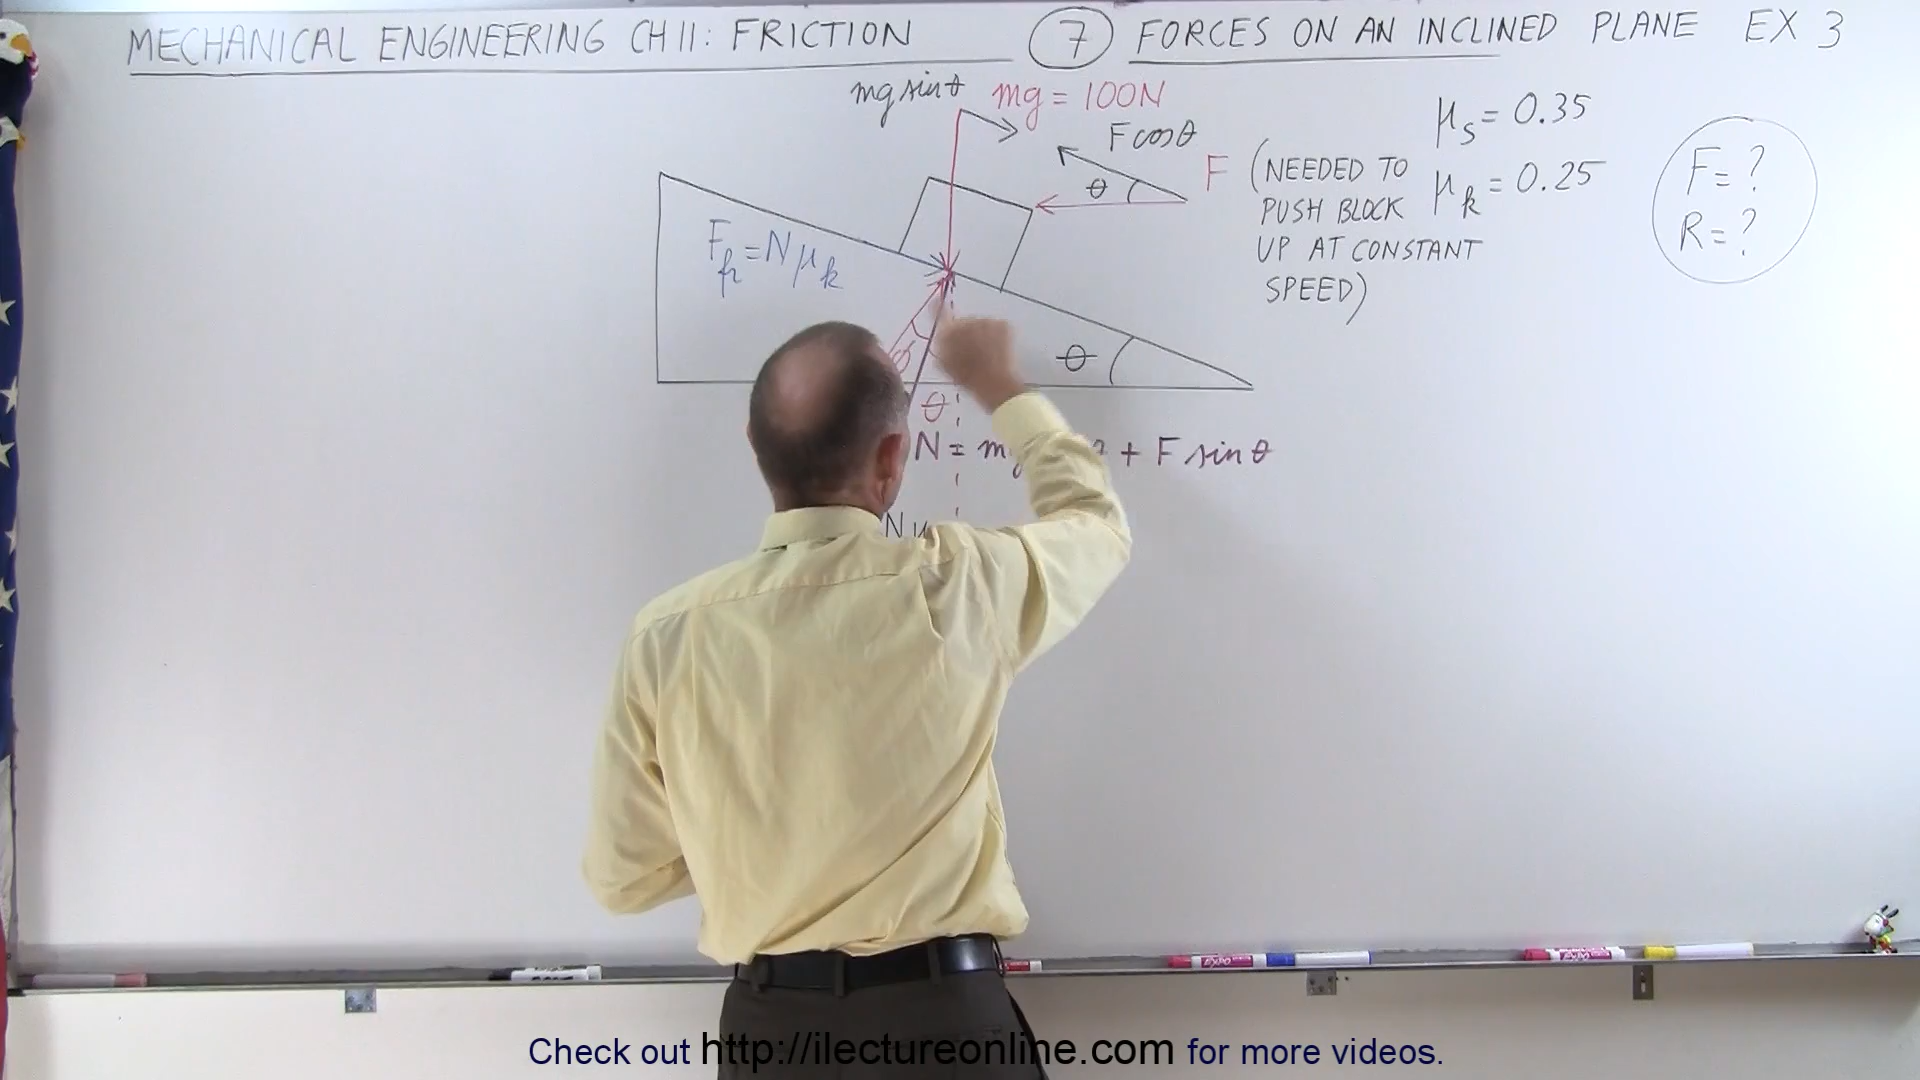 MECHANICAL ENGINEERING CH 11: FRICTION 7 FORCES ON AN INCLINED PLANE EX 3
mg sin θ
mg = 100N
F cos θ
θ
F
(NEEDED TO
PUSH BLOCK
UP AT CONSTANT
SPEED)
μs = 0.35
μk = 0.25
F = ?
R = ?
Ffr = Nμk
ϕ
θ
θ
N = m + F sin θ
N
Check out http://ilectureonline.com for more videos.